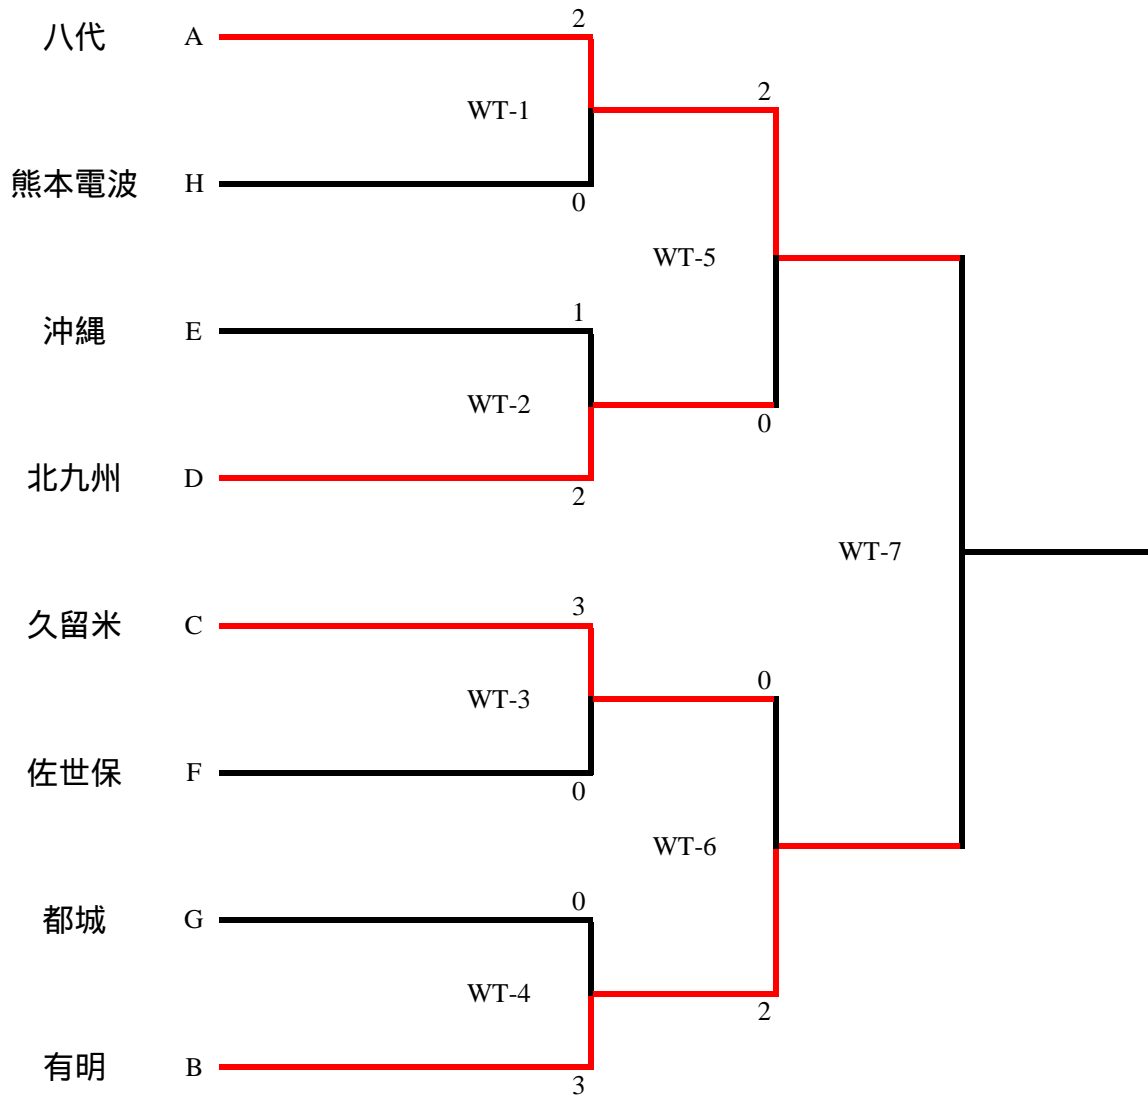 2
八代 A
2
WT-1
熊本電波 H
0
WT-5
1
沖縄 E
WT-2
0
北九州 D
2
WT-7
3
久留米 C
0
WT-3
佐世保 F
0
WT-6
0
都城 G
WT-4
2
有明 B
3